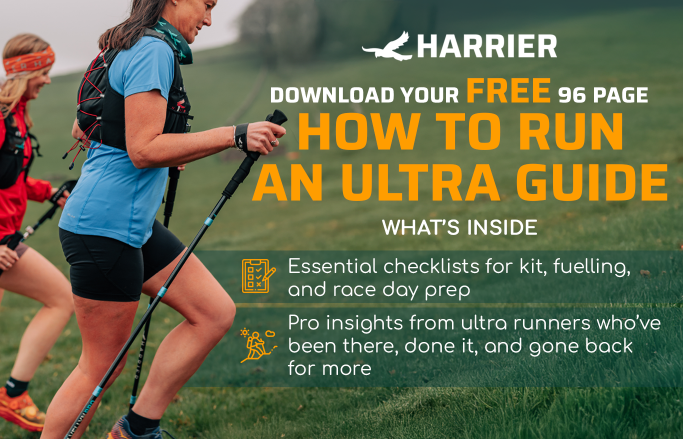 HARRIER
DOWNLOAD YOUR FREE 96 PAGE
HOW TO RUN
AN ULTRA GUIDE
WHAT'S INSIDE
Essential checklists for kit, fuelling,
and race day prep
Pro insights from ultra runners who've
been there, done it, and gone back
for more